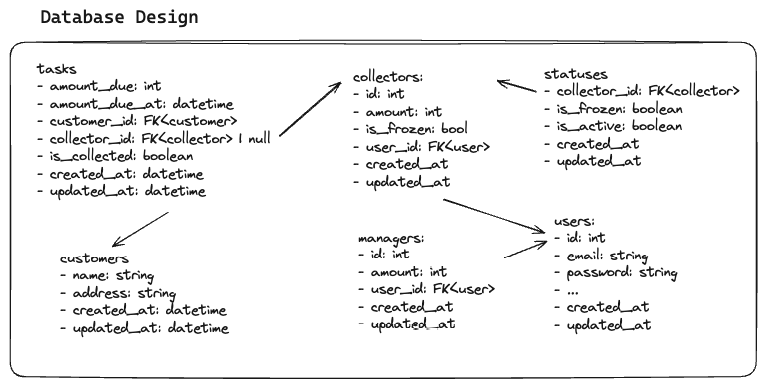 Database Design
tasks
- amount_due: int
- amount_due_at: datetime
- customer_id: FK<customer>
- collector_id: FK<collector> | null
- is_collected: boolean
- created_at: datetime
- updated_at: datetime
collectors:
- id: int
- amount: int
- is_frozen: bool
- user_id: FK<user>
- created_at
- updated_at
statuses
- collector_id: FK<collector>
- is_frozen: boolean
- is_active: boolean
- created_at
- updated_at
customers
- name: string
- address: string
- created_at: datetime
- updated_at: datetime
managers:
- id: int
- amount: int
- user_id: FK<user>
- created_at
- updated_at
users:
- id: int
- email: string
- password: string
- ...
- created_at
- updated_at